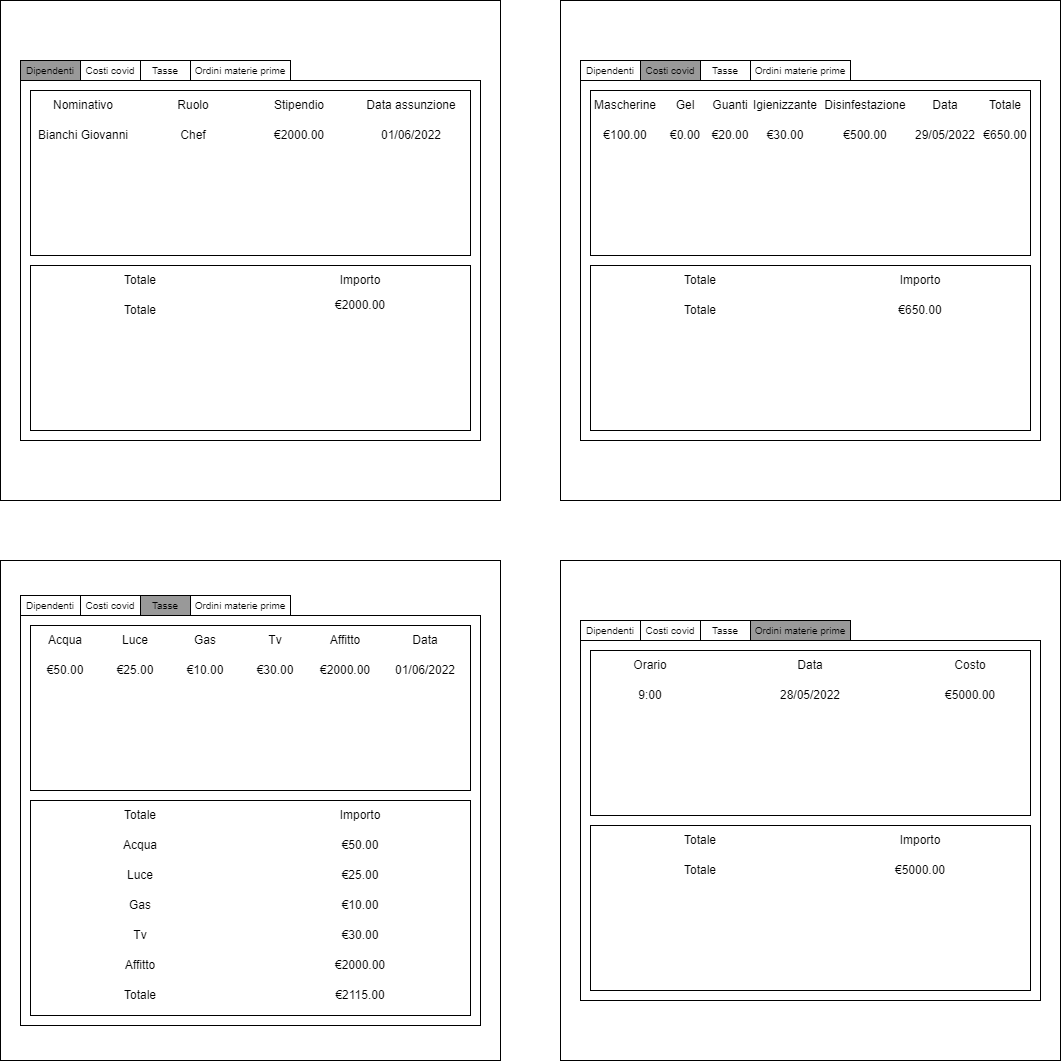 Dipendenti Costi covid Tasse Ordini materie prime
Nominativo Ruolo Stipendio Data assunzione
Bianchi Giovanni Chef €2000.00 01/06/2022
Totale Importo
Totale €2000.00
Dipendenti Costi covid Tasse Ordini materie prime
Mascherine Gel Guanti Igienizzante Disinfestazione Data Totale
€100.00 €0.00 €20.00 €30.00 €500.00 29/05/2022 €650.00
Totale Importo
Totale €650.00
Dipendenti Costi covid Tasse Ordini materie prime
Acqua Luce Gas Tv Affitto Data
€50.00 €25.00 €10.00 €30.00 €2000.00 01/06/2022
Totale Importo
Acqua €50.00
Luce €25.00
Gas €10.00
Tv €30.00
Affitto €2000.00
Totale €2115.00
Dipendenti Costi covid Tasse Ordini materie prime
Orario Data Costo
9:00 28/05/2022 €5000.00
Totale Importo
Totale €5000.00